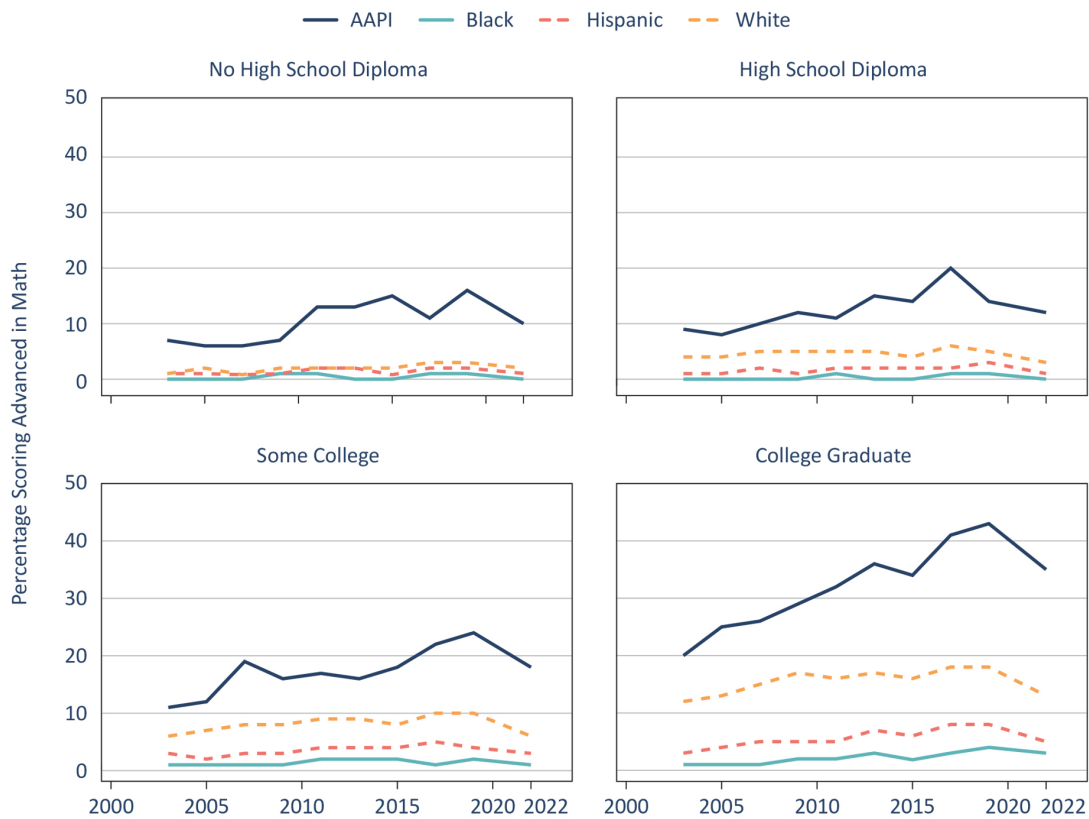 AAPI Black Hispanic White
No High School Diploma
High School Diploma
Percentage Scoring Advanced in Math
50
40
30
20
10
0
Some College
College Graduate
50
40
30
20
10
0
2000 2005 2010 2015 2020 2022
2000 2005 2010 2015 2020 2022